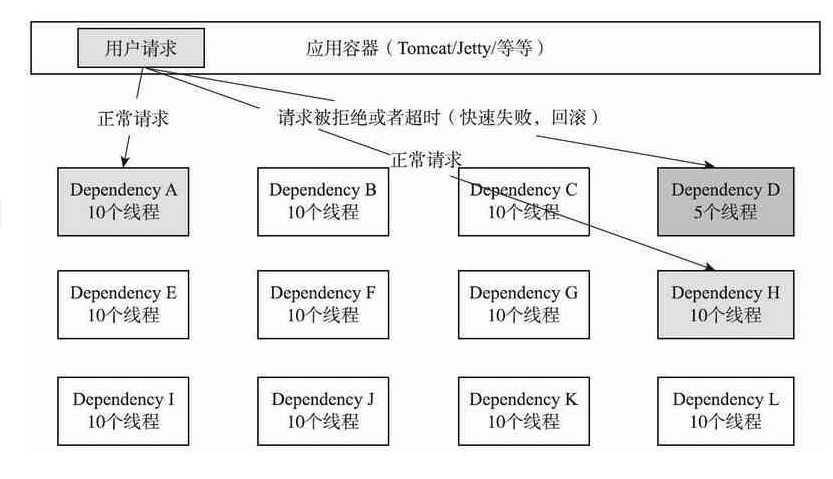 用户请求
应用容器（Tomcat/Jetty/等等）
正常请求
请求被拒绝或者超时（快速失败、回滚）
正常请求
Dependency A
10个线程
Dependency B
10个线程
Dependency C
10个线程
Dependency D
5个线程
Dependency E
10个线程
Dependency F
10个线程
Dependency G
10个线程
Dependency H
10个线程
Dependency I
10个线程
Dependency J
10个线程
Dependency K
10个线程
Dependency L
10个线程